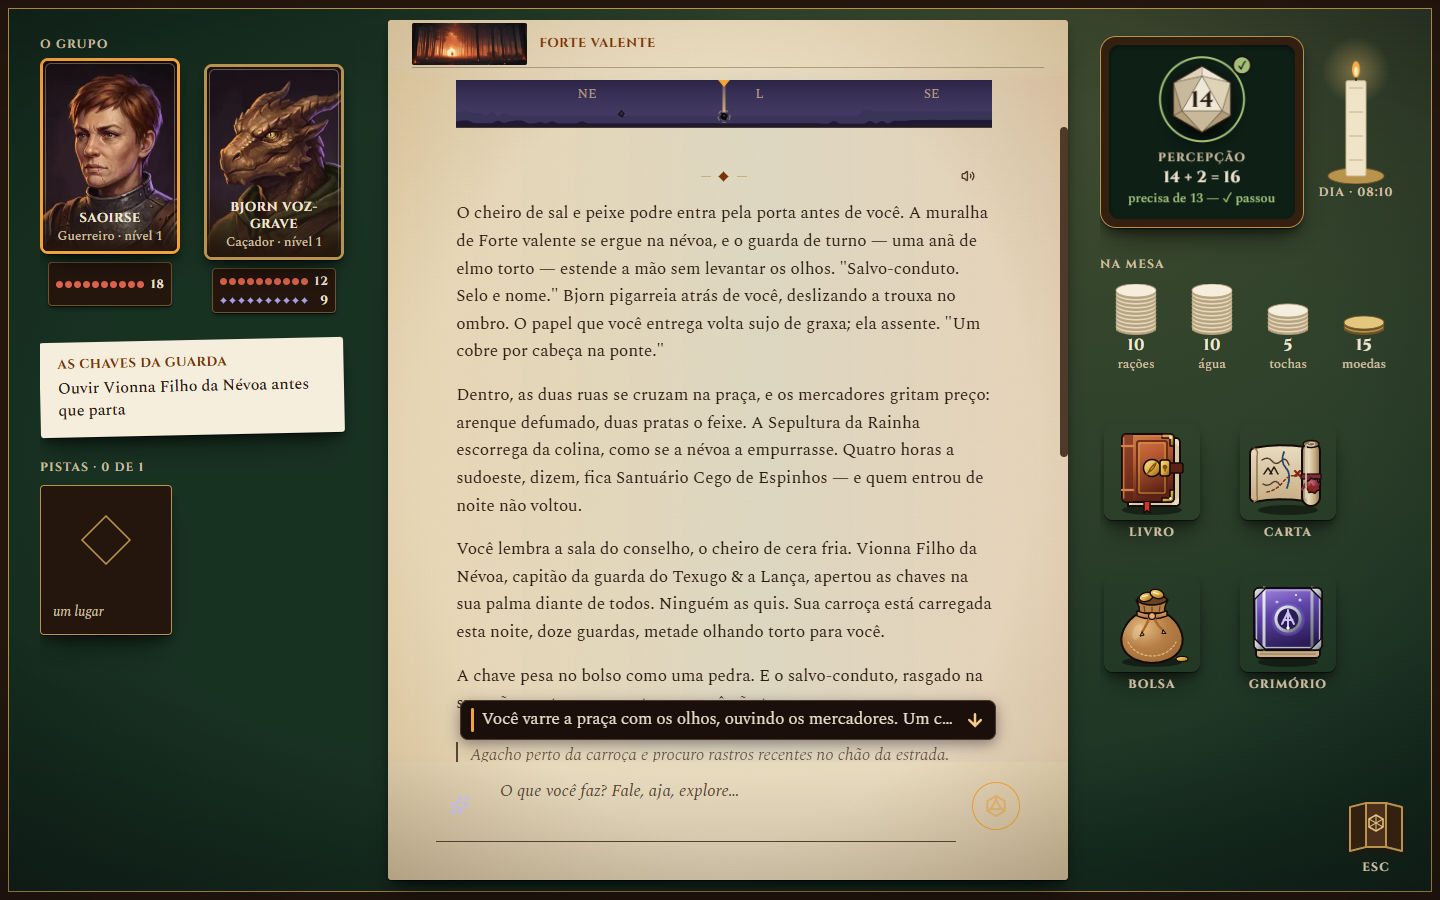 O GRUPO
SAOIRSE
Guerreiro · nível 1
18
BJORN VOZ-
GRAVE
Caçador · nível 1
12
9
AS CHAVES DA GUARDA
Ouvir Vionna Filho da Névoa antes
que parta
PISTAS · 0 DE 1
um lugar
FORTE VALENTE
NE
L
SE
O cheiro de sal e peixe podre entra pela porta antes de você. A muralha
de Forte valente se ergue na névoa, e o guarda de turno — uma anã de
elmo torto — estende a mão sem levantar os olhos. "Salvo-conduto.
Selo e nome." Bjorn pigarreia atrás de você, deslizando a trouxa no
ombro. O papel que você entrega volta sujo de graxa; ela assente. "Um
cobre por cabeça na ponte."
Dentro, as duas ruas se cruzam na praça, e os mercadores gritam preço:
arenque defumado, duas pratas o feixe. A Sepultura da Rainha
escorrega da colina, como se a névoa a empurrasse. Quatro horas a
sudoeste, dizem, fica Santuário Cego de Espinhos — e quem entrou de
noite não voltou.
Você lembra a sala do conselho, o cheiro de cera fria. Vionna Filho da
Névoa, capitão da guarda do Texugo & a Lança, apertou as chaves na
sua palma diante de todos. Ninguém as quis. Sua carroça está carregada
esta noite, doze guardas, metade olhando torto para você.
A chave pesa no bolso como uma pedra. E o salvo-conduto, rasgado na
Você varre a praça com os olhos, ouvindo os mercadores. Um c...
Agacho perto da carroça e procuro rastros recentes no chão da estrada.
O que você faz? Fale, aja, explore...
14
PERCEPÇÃO
14 + 2 = 16
precisa de 13 — ✓ passou
DIA · 08:10
NA MESA
10
rações
10
água
5
tochas
15
moedas
LIVRO
CARTA
BOLSA
GRIMÓRIO
ESC